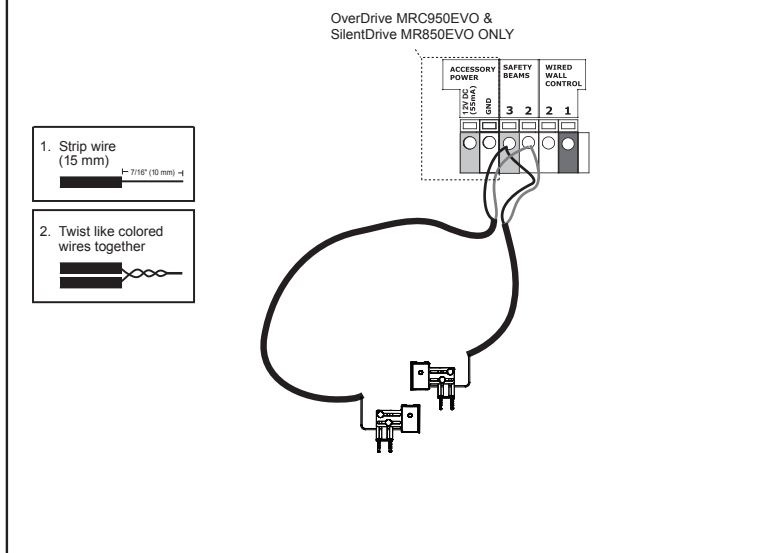 OverDrive MRC950EVO &
SilentDrive MR850EVO ONLY
ACCESSORY
POWER
SAFETY
BEAMS
WIRED
WALL
CONTROL
12V DC
(55mA)
GND
3 2 2 1
1. Strip wire
(15 mm)
7/16" (10 mm)
2. Twist like colored
wires together